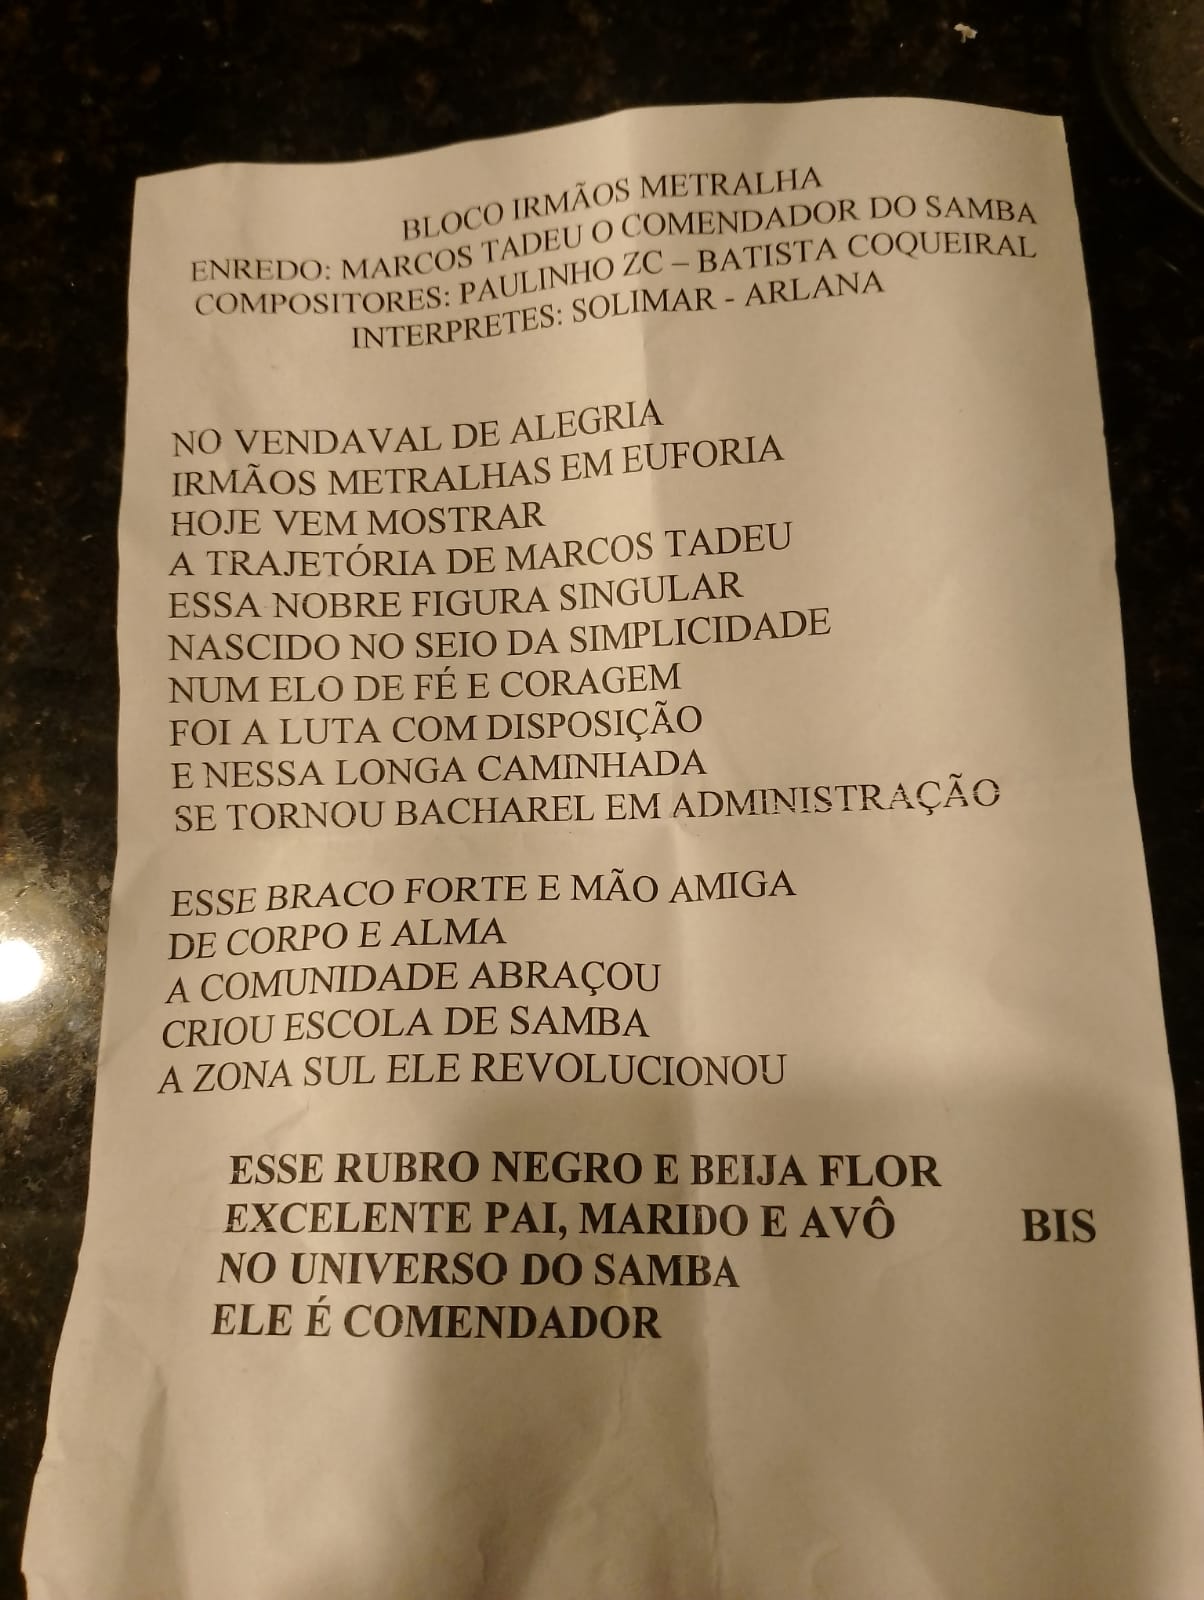 BLOCO IRMÃOS METRALHA
ENREDO: MARCOS TADEU O COMENDADOR DO SAMBA
COMPOSITORES: PAULINHO ZC – BATISTA COQUEIRAL
INTERPRETES: SOLIMAR - ARLANA
NO VENDAVAL DE ALEGRIA
IRMÃOS METRALHAS EM EUFORIA
HOJE VEM MOSTRAR
A TRAJETÓRIA DE MARCOS TADEU
ESSA NOBRE FIGURA SINGULAR
NASCIDO NO SEIO DA SIMPLICIDADE
NUM ELO DE FÉ E CORAGEM
FOI A LUTA COM DISPOSIÇÃO
E NESSA LONGA CAMINHADA
SE TORNOU BACHAREL EM ADMINISTRAÇÃO
ESSE BRACO FORTE E MÃO AMIGA
DE CORPO E ALMA
A COMUNIDADE ABRAÇOU
CRIOU ESCOLA DE SAMBA
A ZONA SUL ELE REVOLUCIONOU
ESSE RUBRO NEGRO E BEIJA FLOR
EXCELENTE PAI, MARIDO E AVÔ BIS
NO UNIVERSO DO SAMBA
ELE É COMENDADOR